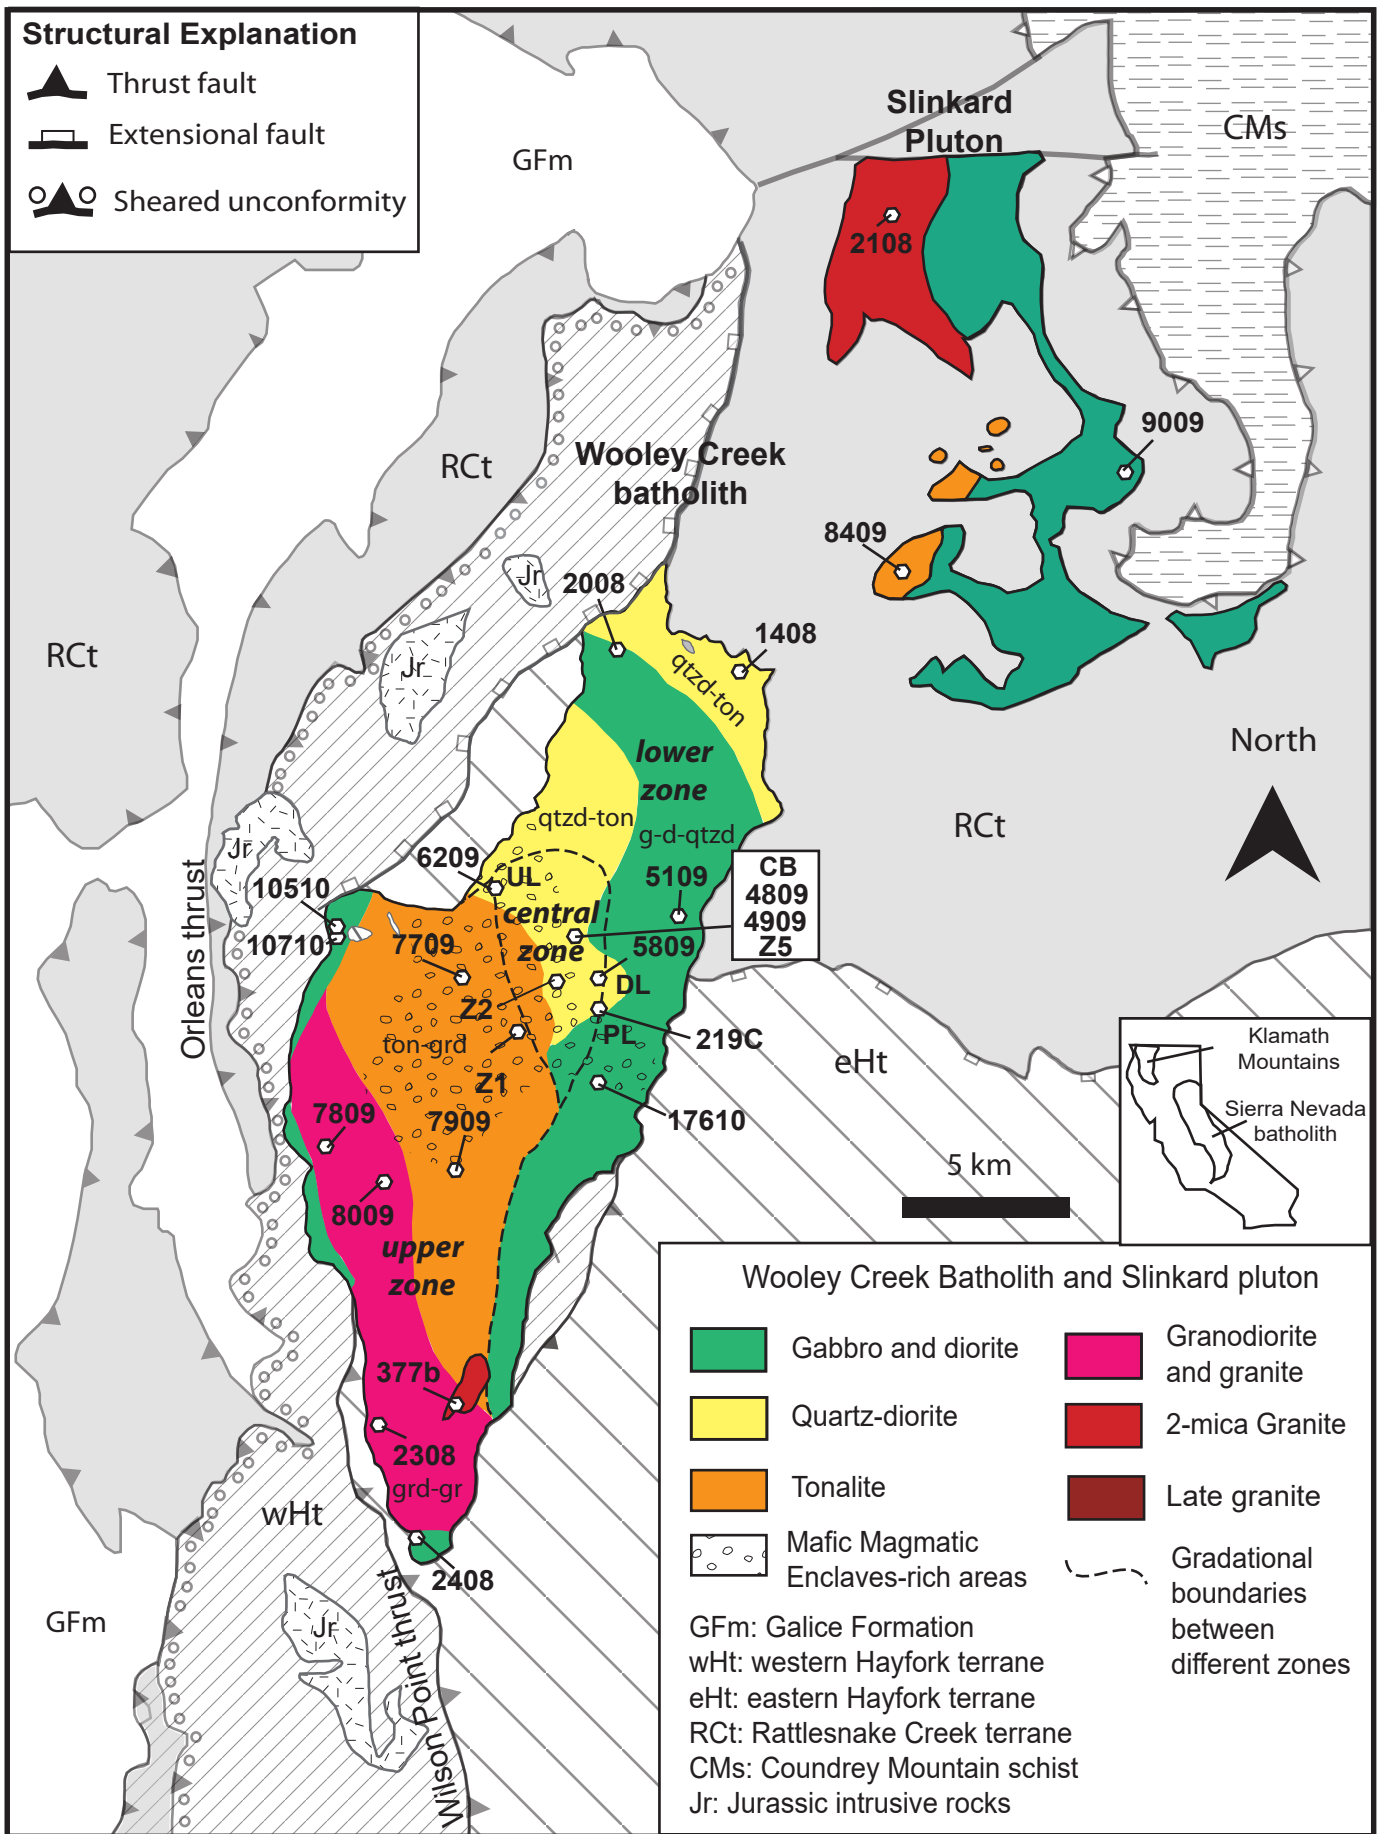 Structural Explanation
Thrust fault
Extensional fault
Sheared unconformity
GFm
Slinkard
Pluton
CMs
2108
RCt
Wooley Creek
batholith
9009
8409
Jr
2008
1408
RCt
Jr
qtzd-ton
lower
zone
North
qtzd-ton
g-d-qtzd
RCt
Jr
6209
UL
5109
CB
4809
4909
Z5
10510
central
zone
10710
7709
5809
DL
Orleans thrust
Z2
ton-grd
PL
219C
eHt
Klamath
Mountains
Z1
7809
7909
17610
Sierra Nevada
batholith
5 km
8009
upper
zone
377b
2308
grd-gr
wHt
2408
Jr
GFm
Wilson Point thrust
Wooley Creek Batholith and Slinkard pluton
Gabbro and diorite
Quartz-diorite
Tonalite
Mafic Magmatic
Enclaves-rich areas
Granodiorite
and granite
2-mica Granite
Late granite
Gradational
boundaries
between
different zones
GFm: Galice Formation
wHt: western Hayfork terrane
eHt: eastern Hayfork terrane
RCt: Rattlesnake Creek terrane
CMs: Coundrey Mountain schist
Jr: Jurassic intrusive rocks